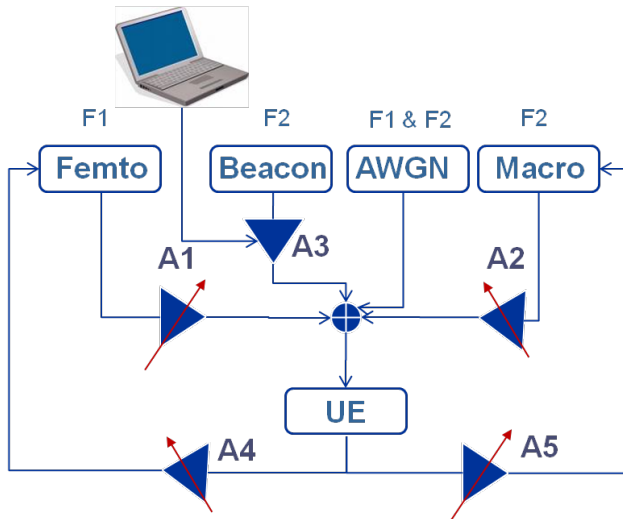 F1 F2 F1 & F2 F2
Femto Beacon AWGN Macro
A1 A3 A2
UE
A4 A5